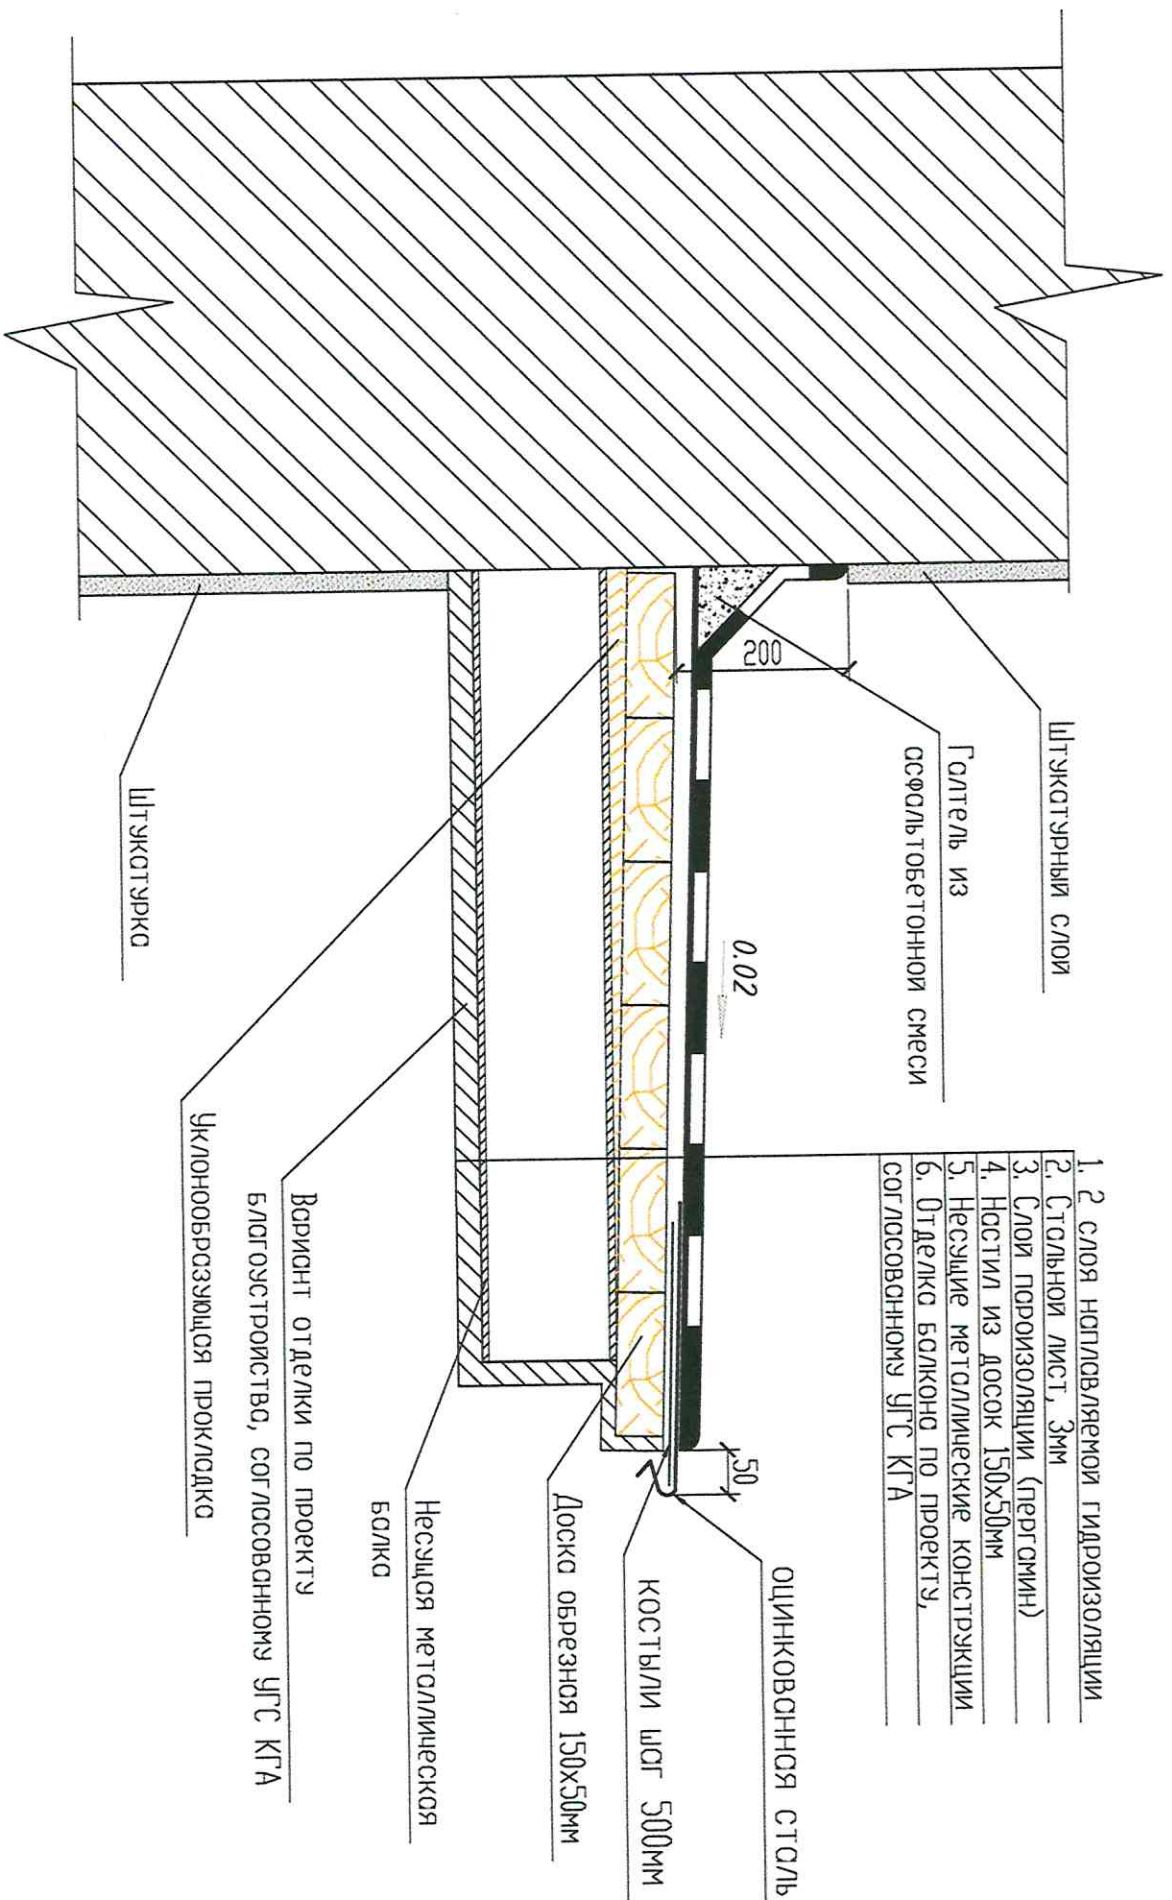 1. 2 слоя наплавляемой гидроизоляции
2. Стальной лист, 3мм
3. Слой пароизоляции (пергамин)
4. Настил из досок 150х50мм
5. Несущие металлические конструкции
6. Отделка балкона по проекту,
согласованному УГС КГА
Штукатурный слой
Галтель из
асфальтобетонной смеси
200
0.02
50
оцинкованная сталь
костыли шаг 500мм
Доска обрезная 150х50мм
Несущая металлическая
балка
Вариант отделки по проекту
благоустройства, согласованному УГС КГА
Уклонообразующая прокладка
Штукатурка